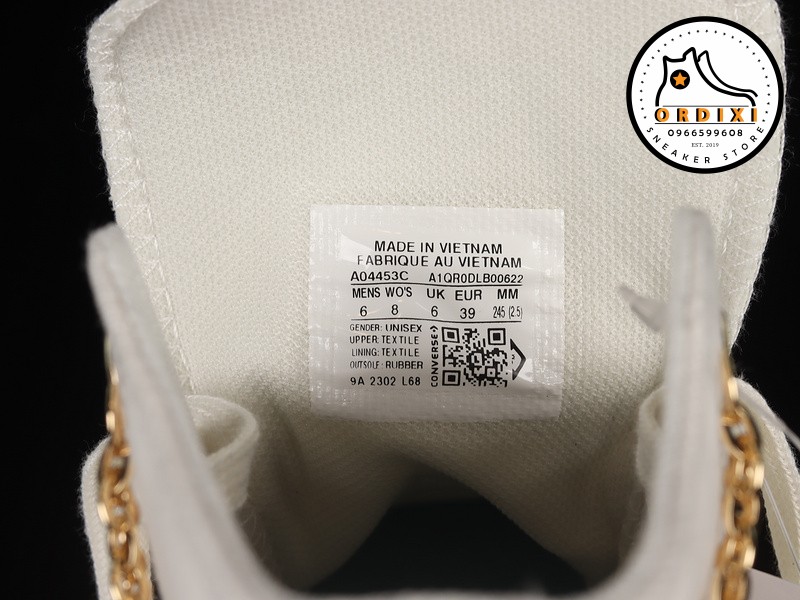 ORDIXI
0966599608
EST. 2019
SNEAKER STORE
MADE IN VIETNAM
FABRIQUE AU VIETNAM
A04453C A1QR0DLB00622
MENS WO'S UK EUR MM
6 8 6 39 245 (2.5)
GENDER: UNISEX
UPPER: TEXTILE
LINING: TEXTILE
OUTSOLE: RUBBER
9A 2302 L68
CONVERSE